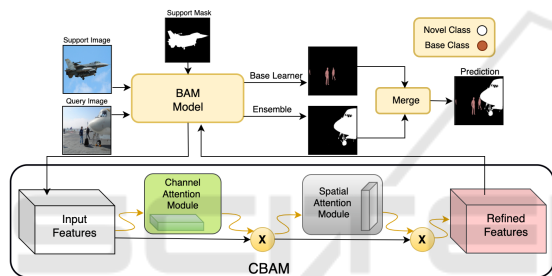 Support Mask
Support Image
Novel Class
Base Class
Query Image
BAM
Model
Base Learner
Ensemble
Merge
Prediction
Channel
Attention
Module
Spatial
Attention
Module
Input
Features
X
X
Refined
Features
CBAM